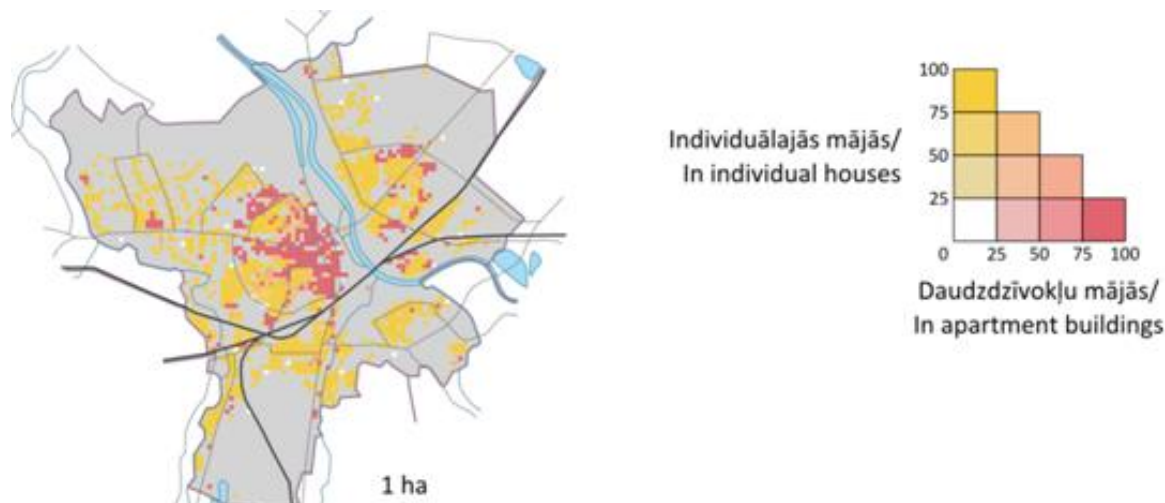 1 ha
Individuālajās mājās/
In individual houses
100
75
50
25
0 25 50 75 100
Daudzdzīvokļu mājās/
In apartment buildings